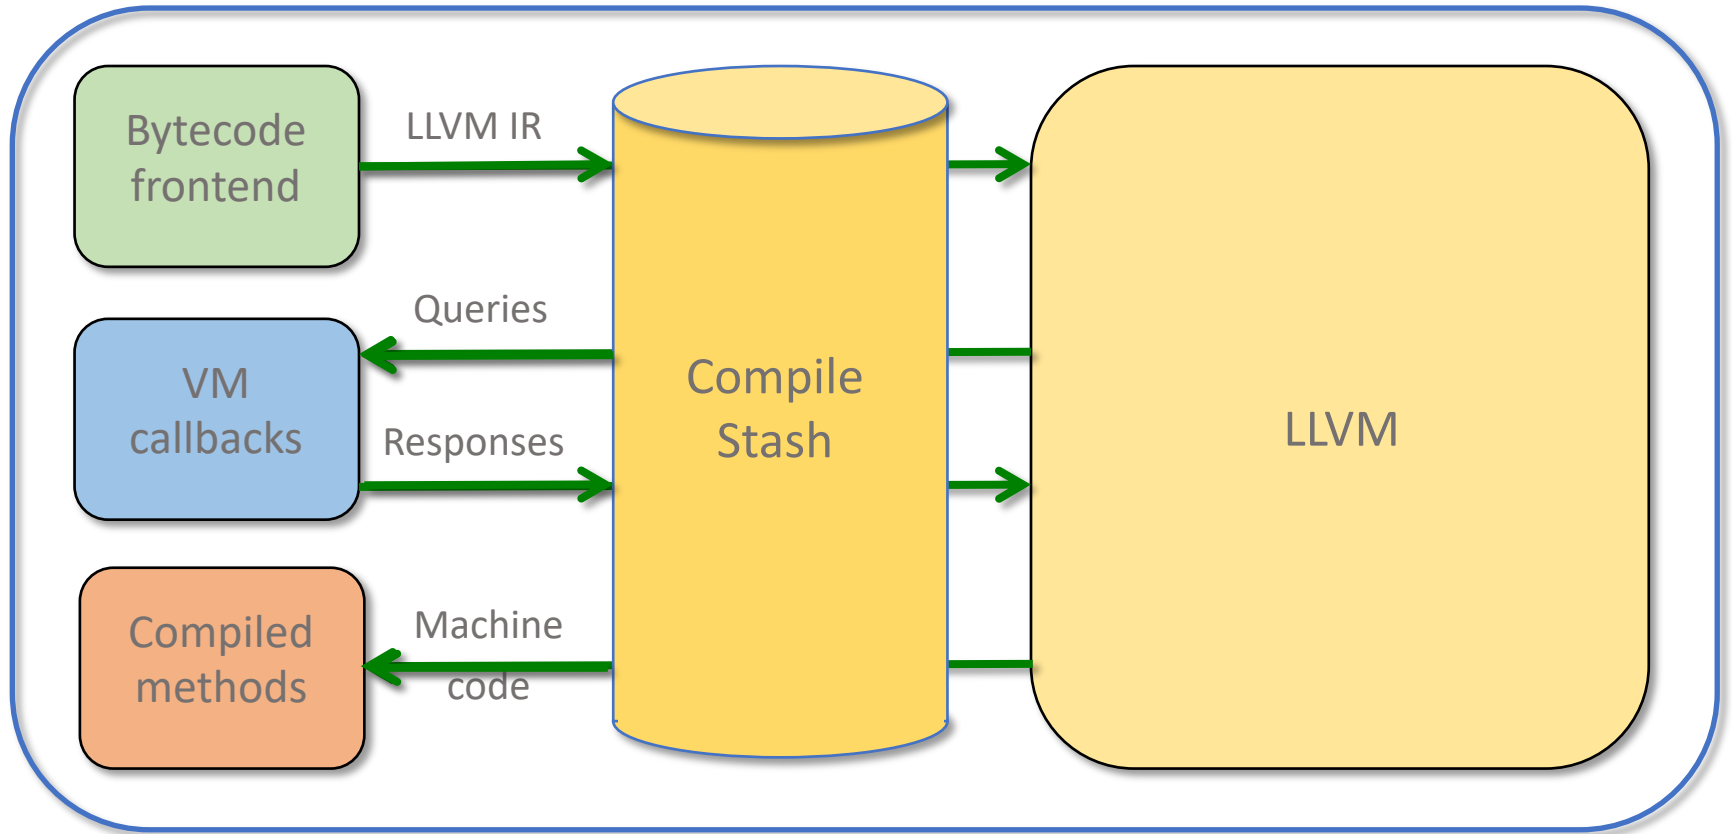 Bytecode
frontend
LLVM IR
Queries
VM
callbacks
Responses
Compiled
methods
Machine
code
Compile
Stash
LLVM